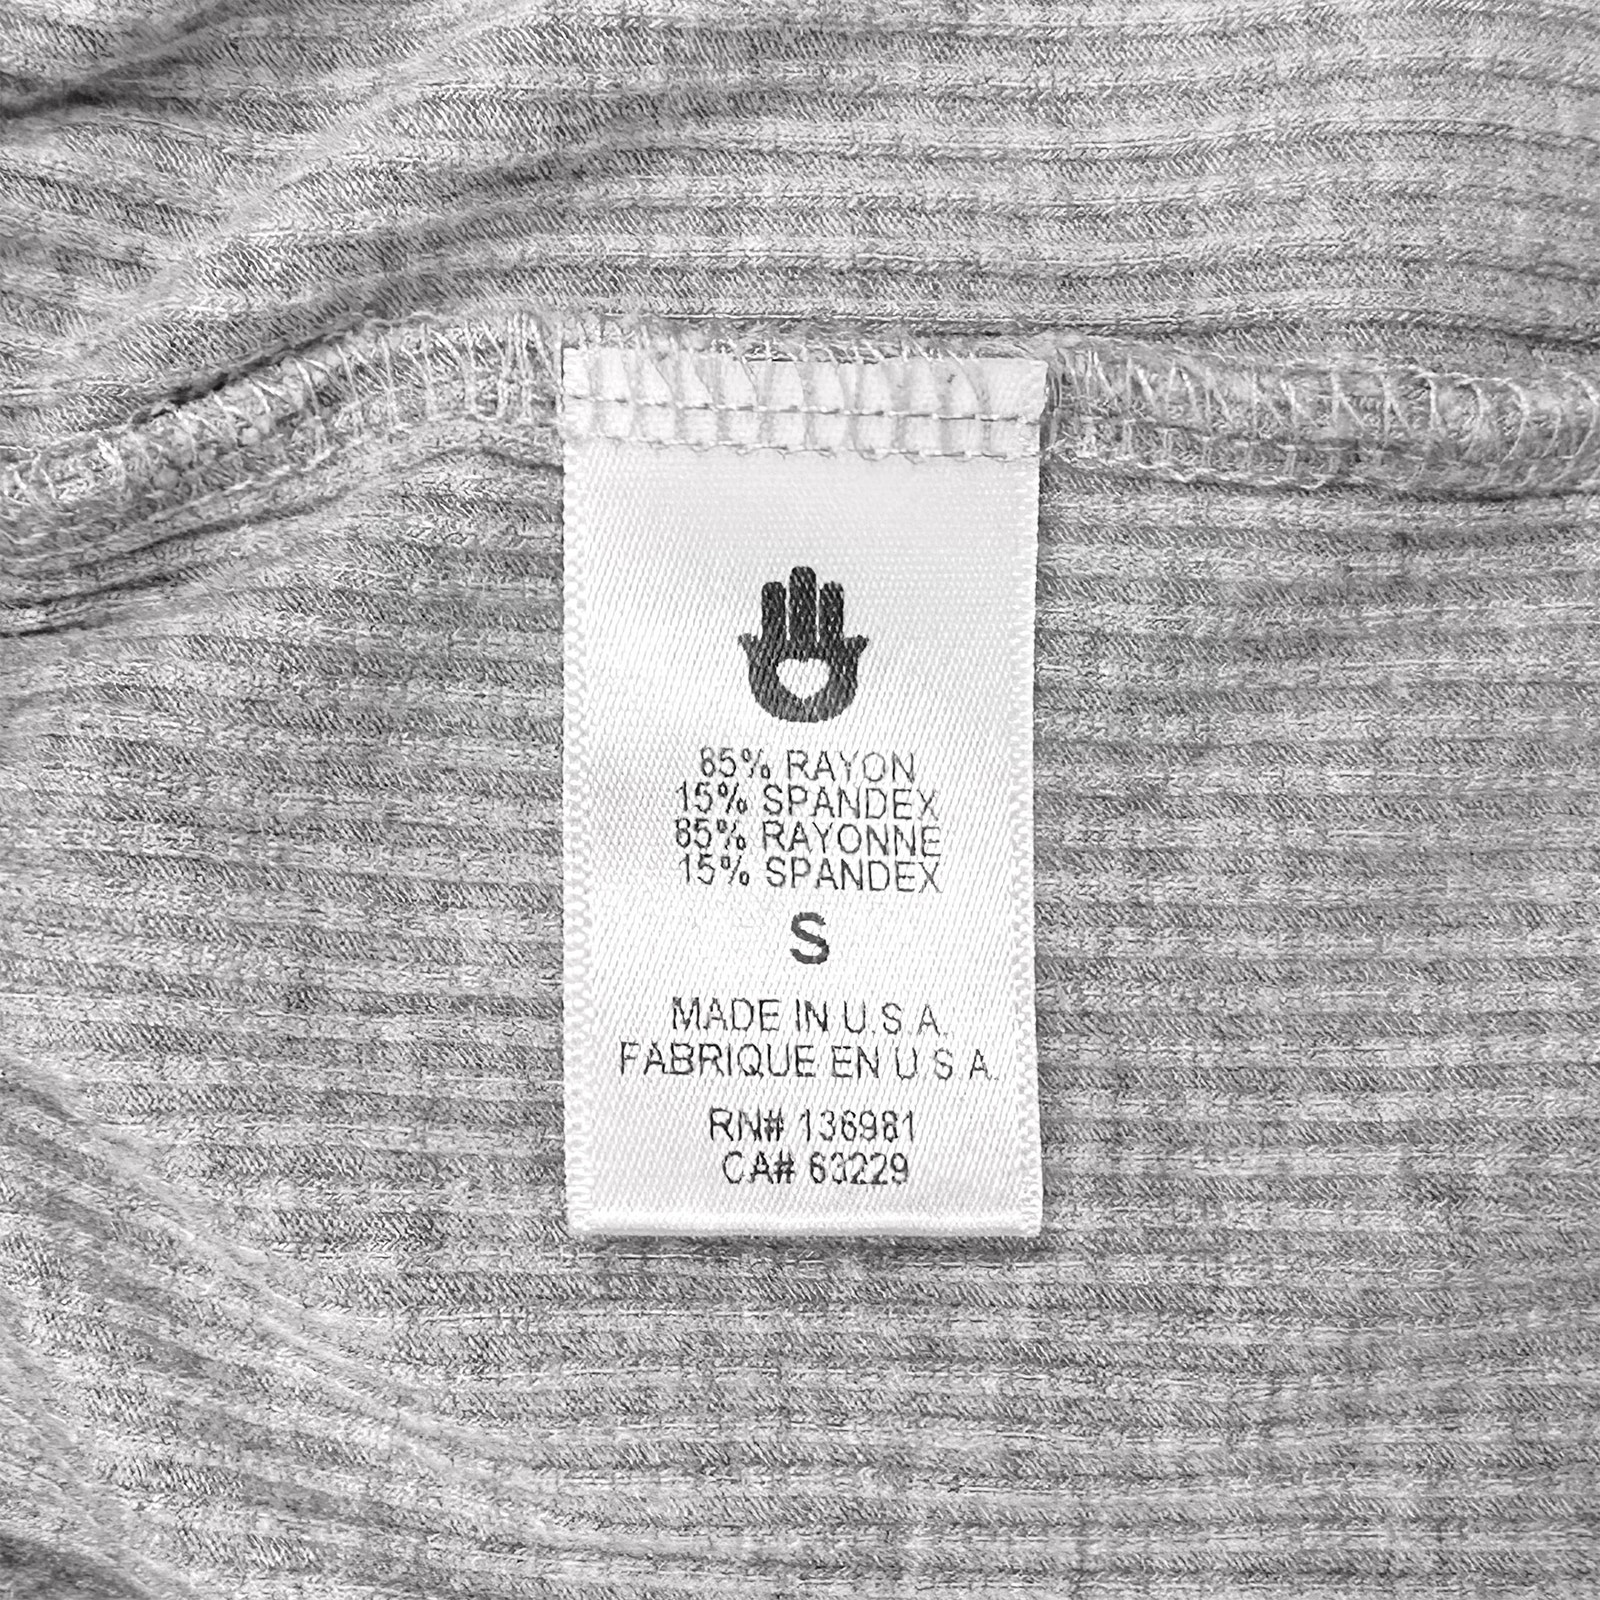 85% RAYON
15% SPANDEX
85% RAYONNE
15% SPANDEX
S
MADE IN U.S.A.
FABRIQUE EN U.S.A.
RN# 136981
CA# 63229